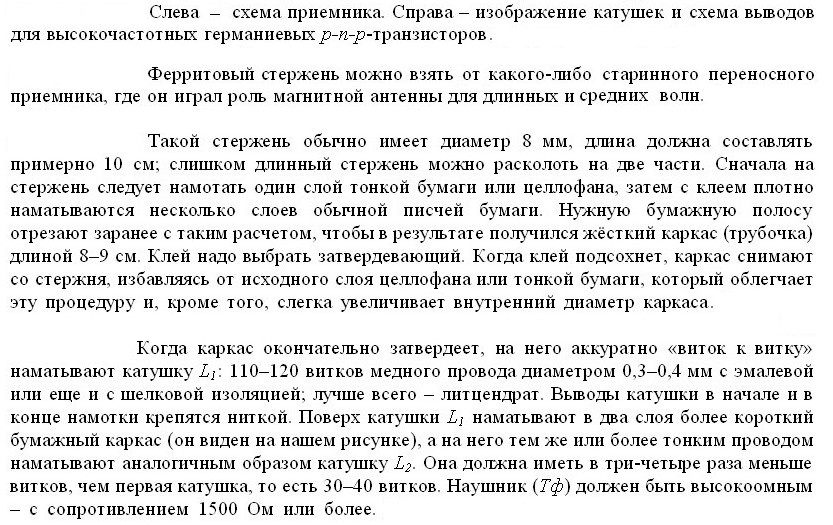 Слева – схема приемника. Справа – изображение катушек и схема выводов
для высокочастотных германиевых p-n-p-транзисторов.
Ферритовый стержень можно взять от какого-либо старинного переносного
приемника, где он играл роль магнитной антенны для длинных и средних волн.
Такой стержень обычно имеет диаметр 8 мм, длина должна составлять
примерно 10 см; слишком длинный стержень можно расколоть на две части. Сначала на
стержень следует намотать один слой тонкой бумаги или целлофана, затем с клеем плотно
наматываются несколько слоев обычной писчей бумаги. Нужную бумажную полосу
отрезают заранее с таким расчетом, чтобы в результате получился жёсткий каркас (трубочка)
длиной 8–9 см. Клей надо выбрать затвердевающий. Когда клей подсохнет, каркас снимают
со стержня, избавляясь от исходного слоя целлофана или тонкой бумаги, который облегчает
эту процедуру и, кроме того, слегка увеличивает внутренний диаметр каркаса.
Когда каркас окончательно затвердеет, на него аккуратно «виток к витку»
наматывают катушку L1: 110–120 витков медного провода диаметром 0,3–0,4 мм с эмалевой
или еще и с шелковой изоляцией; лучше всего – литцендрат. Выводы катушки в начале и в
конце намотки крепятся ниткой. Поверх катушки L1 наматывают в два слоя более короткий
бумажный каркас (он виден на нашем рисунке), а на него тем же или более тонким проводом
наматывают аналогичным образом катушку L2. Она должна иметь в три-четыре раза меньше
витков, чем первая катушка, то есть 30–40 витков. Наушник (Тф) должен быть высокоомным
– с сопротивлением 1500 Ом или более.